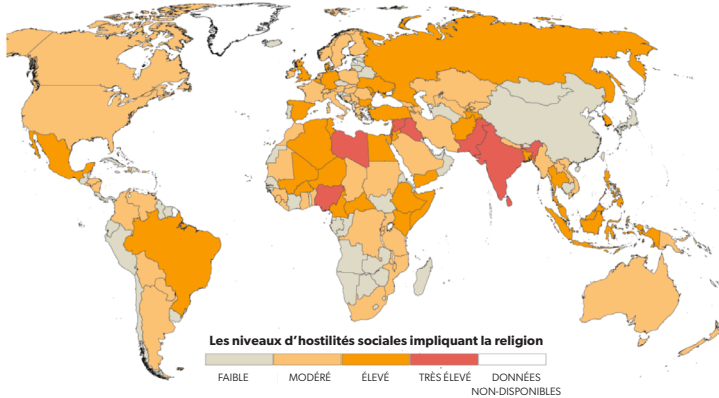 Les niveaux d’hostilités sociales impliquant la religion
FAIBLE MODÉRÉ ÉLEVÉ TRÈS ÉLEVÉ DONNÉES
NON-DISPONIBLES